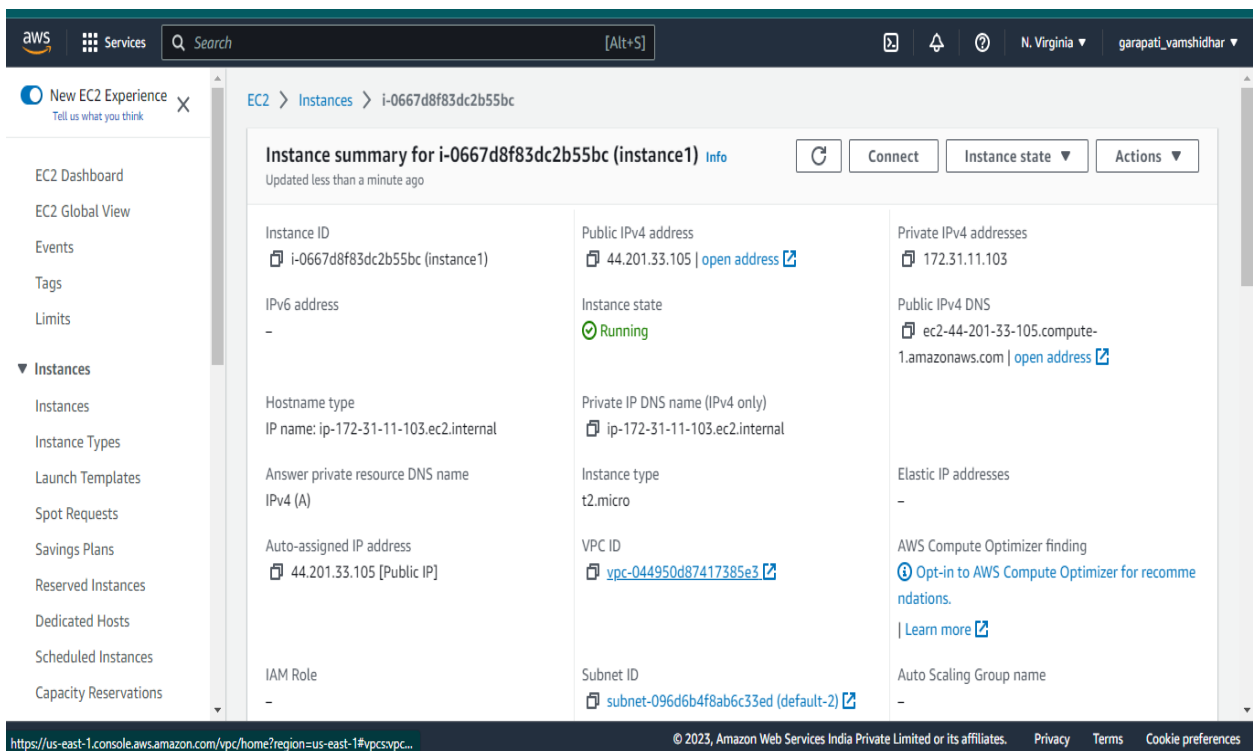 aws
Services
Search
[Alt+S]
N. Virginia ▼
garapati_vamshidhar ▼
New EC2 Experience
Tell us what you think
EC2 Dashboard
EC2 Global View
Events
Tags
Limits
▼ Instances
Instances
Instance Types
Launch Templates
Spot Requests
Savings Plans
Reserved Instances
Dedicated Hosts
Scheduled Instances
Capacity Reservations
EC2 > Instances > i-0667d8f83dc2b55bc
Instance summary for i-0667d8f83dc2b55bc (instance1) Info
Updated less than a minute ago
Connect
Instance state ▼
Actions ▼
Instance ID
i-0667d8f83dc2b55bc (instance1)
Public IPv4 address
44.201.33.105 | open address
Private IPv4 addresses
172.31.11.103
IPv6 address
–
Instance state
Running
Public IPv4 DNS
ec2-44-201-33-105.compute-
1.amazonaws.com | open address
Hostname type
IP name: ip-172-31-11-103.ec2.internal
Private IP DNS name (IPv4 only)
ip-172-31-11-103.ec2.internal
Answer private resource DNS name
IPv4 (A)
Instance type
t2.micro
Elastic IP addresses
–
Auto-assigned IP address
44.201.33.105 [Public IP]
VPC ID
vpc-044950d87417385e3
AWS Compute Optimizer finding
Opt-in to AWS Compute Optimizer for recomme
ndations.
| Learn more
IAM Role
–
Subnet ID
subnet-096d6b4f8ab6c33ed (default-2)
Auto Scaling Group name
–
https://us-east-1.console.aws.amazon.com/vpc/home?region=us-east-1#vpcs:vpc...
© 2023, Amazon Web Services India Private Limited or its affiliates.
Privacy
Terms
Cookie preferences